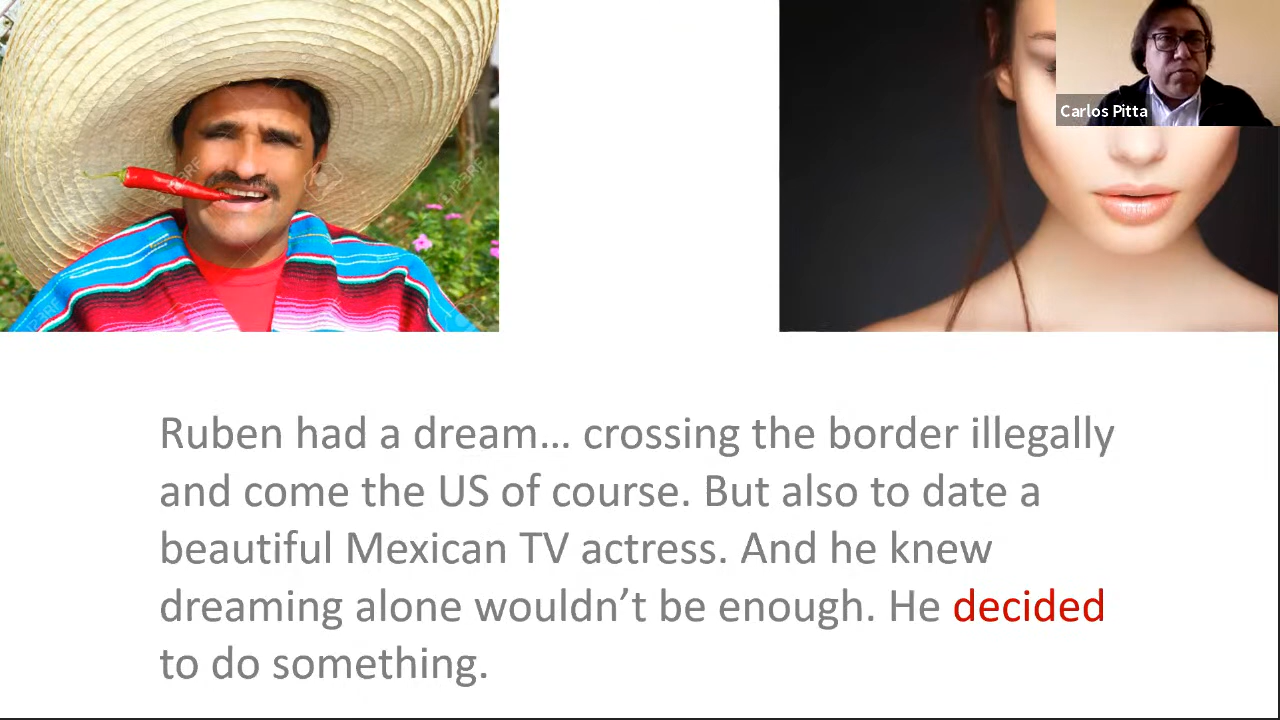 Carlos Pitta
Ruben had a dream… crossing the border illegally
and come the US of course. But also to date a
beautiful Mexican TV actress. And he knew
dreaming alone wouldn’t be enough. He decided
to do something.